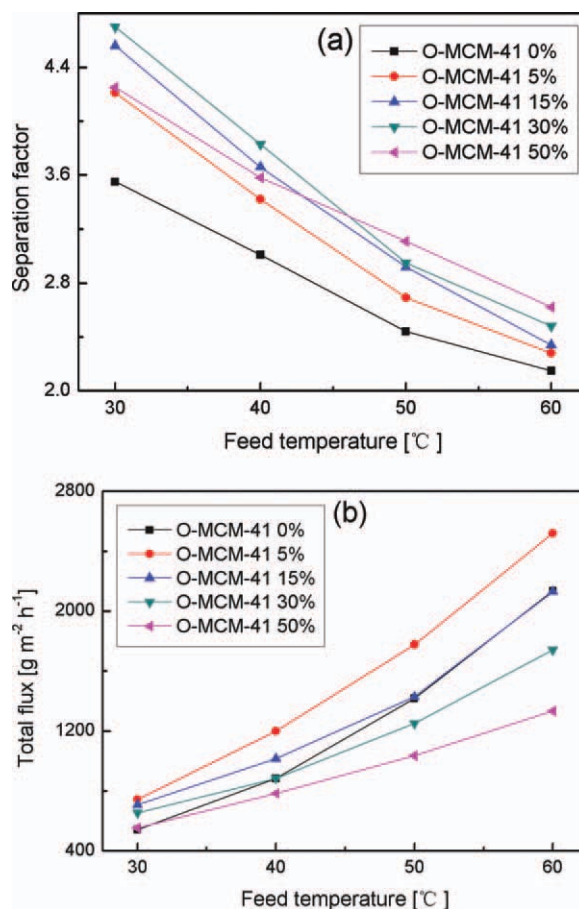 (a)
O-MCM-41 0%
O-MCM-41 5%
O-MCM-41 15%
O-MCM-41 30%
O-MCM-41 50%
Separation factor
4.4
3.6
2.8
2.0
30 40 50 60
Feed temperature [℃]
(b)
O-MCM-41 0%
O-MCM-41 5%
O-MCM-41 15%
O-MCM-41 30%
O-MCM-41 50%
Total flux [g m⁻² h⁻¹]
2800
2000
1200
400
30 40 50 60
Feed temperature [℃]